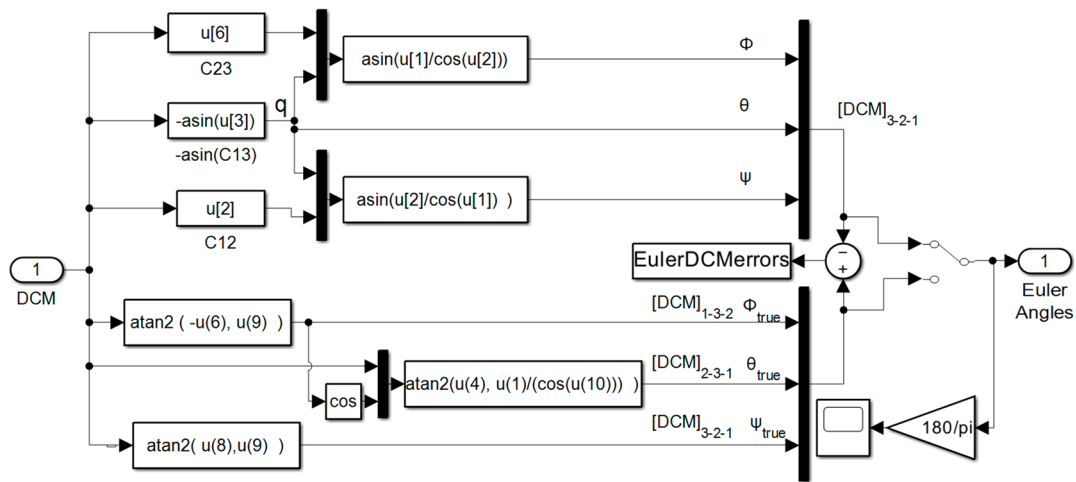 u[6]
C23
asin(u[1]/cos(u[2]))
Φ
-asin(u[3])
-asin(C13)
q
θ
[DCM]3-2-1
u[2]
C12
asin(u[2]/cos(u[1]) )
ψ
EulerDCMerrors
−
+
1
DCM
1
Euler
Angles
atan2 ( -u(6), u(9) )
[DCM]1-3-2 Φtrue
cos
atan2(u(4), u(1)/(cos(u(10))) )
[DCM]2-3-1 θtrue
atan2( u(8),u(9) )
[DCM]3-2-1 ψtrue
180/pi